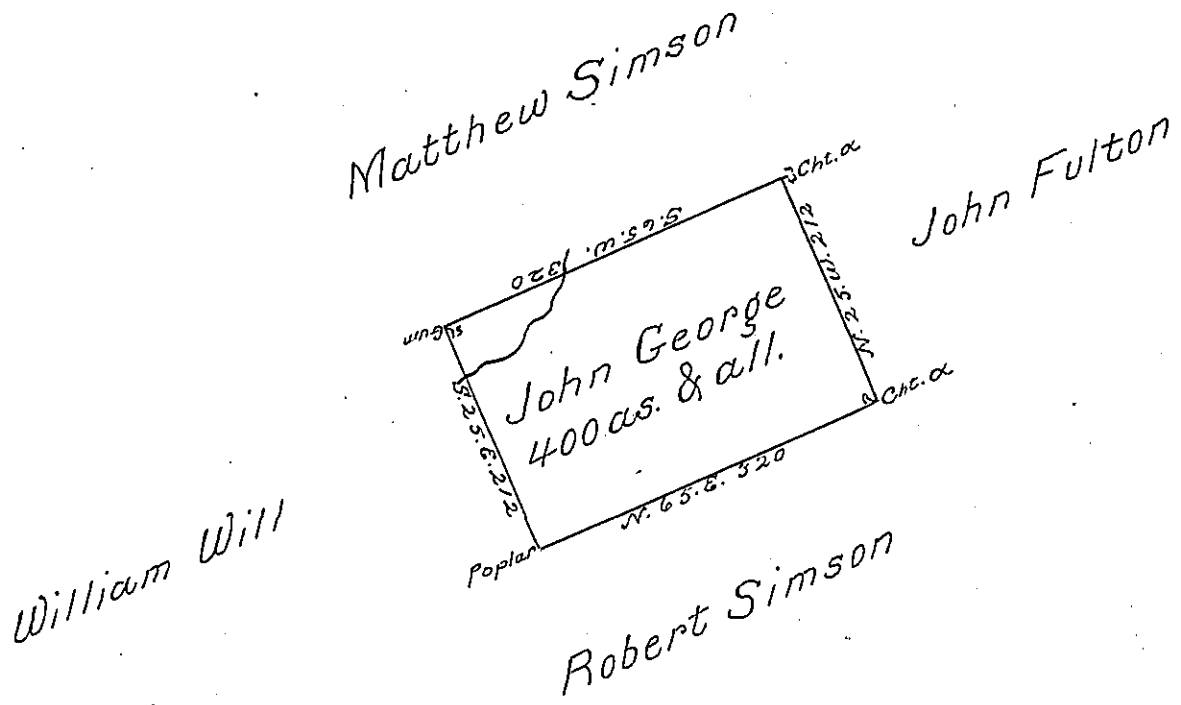 Matthew Simson
Cht.α
John Fulton
S.65.W. 320
N.25.W.212
Gum
John George
400 as. & all.
S.25.E.212
Cht.α
N.65.E. 320
Poplar
William Will
Robert Simson